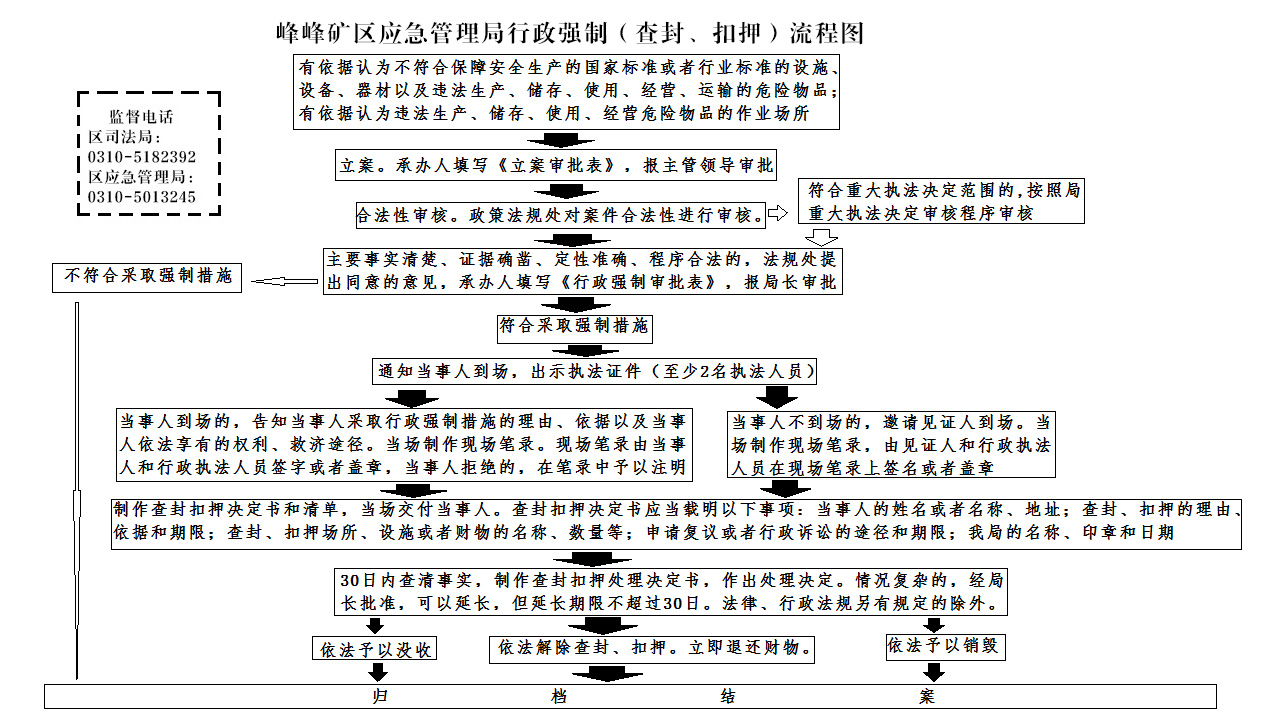 峰峰矿区应急管理局行政强制（查封、扣押）流程图
有依据认为不符合保障安全生产的国家标准或者行业标准的设施、
设备、器材以及违法生产、储存、使用、经营、运输的危险物品；
有依据认为违法生产、储存、使用、经营危险物品的作业场所
监督电话
区司法局：
0310-5182392
区应急管理局：
0310-5013245
立案。承办人填写《立案审批表》，报主管领导审批
合法性审核。政策法规处对案件合法性进行审核。
符合重大执法决定范围的,按照局
重大执法决定审核程序审核
主要事实清楚、证据确凿、定性准确、程序合法的，法规处提
出同意的意见，承办人填写《行政强制审批表》，报局长审批
不符合采取强制措施
符合采取强制措施
通知当事人到场，出示执法证件（至少2名执法人员）
当事人到场的，告知当事人采取行政强制措施的理由、依据以及当事
人依法享有的权利、救济途径。当场制作现场笔录。现场笔录由当事
人和行政执法人员签字或者盖章，当事人拒绝的，在笔录中予以注明
当事人不到场的，邀请见证人到场。当
场制作现场笔录，由见证人和行政执法
人员在现场笔录上签名或者盖章
制作查封扣押决定书和清单，当场交付当事人。查封扣押决定书应当载明以下事项：当事人的姓名或者名称、地址；查封、扣押的理由、
依据和期限；查封、扣押场所、设施或者财物的名称、数量等；申请复议或者行政诉讼的途径和期限；我局的名称、印章和日期
30日内查清事实，制作查封扣押处理决定书，作出处理决定。情况复杂的，经局
长批准，可以延长，但延长期限不超过30日。法律、行政法规另有规定的除外。
依法予以没收
依法解除查封、扣押。立即退还财物。
依法予以销毁
归 档 结 案